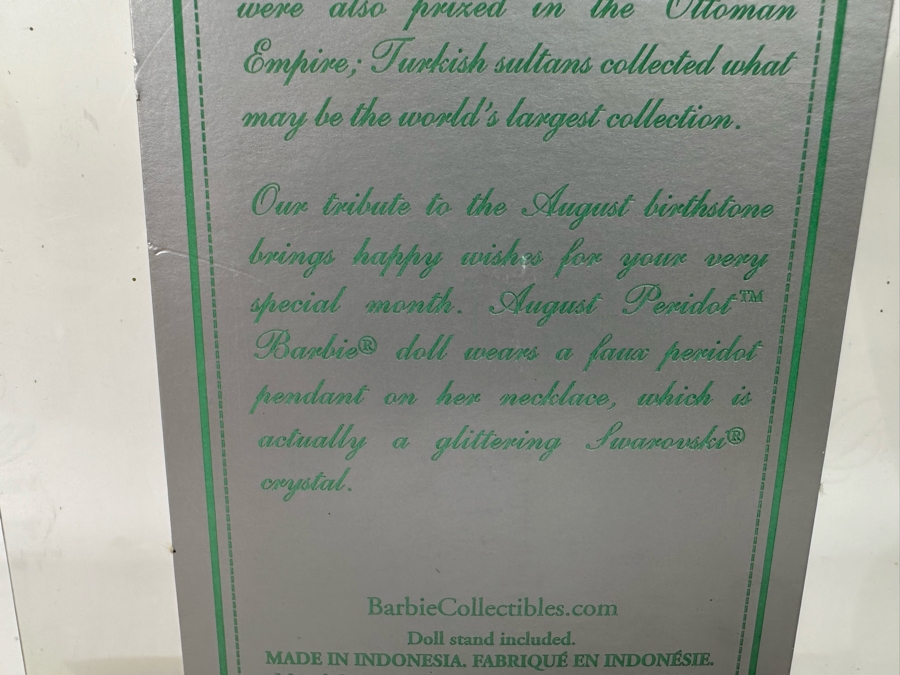 were also prized in the Ottoman
Empire; Turkish sultans collected what
may be the world's largest collection.
Our tribute to the August birthstone
brings happy wishes for your very
special month. August Peridot™
Barbie® doll wears a faux peridot
pendant on her necklace, which is
actually a glittering Swarovski®
crystal.
BarbieCollectibles.com
Doll stand included.
MADE IN INDONESIA. FABRIQUÉ EN INDONÉSIE.